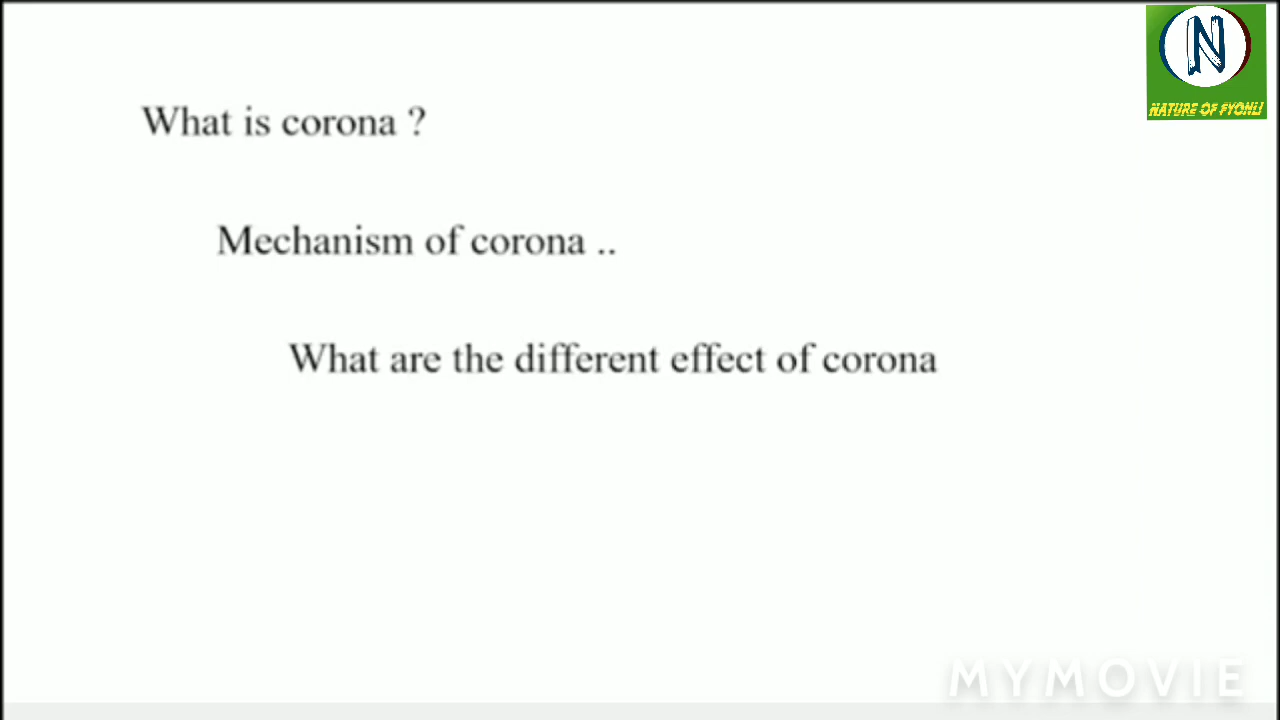 N
NATURE OF FYONLI
What is corona ?
Mechanism of corona ..
What are the different effect of corona
MYMOVIE